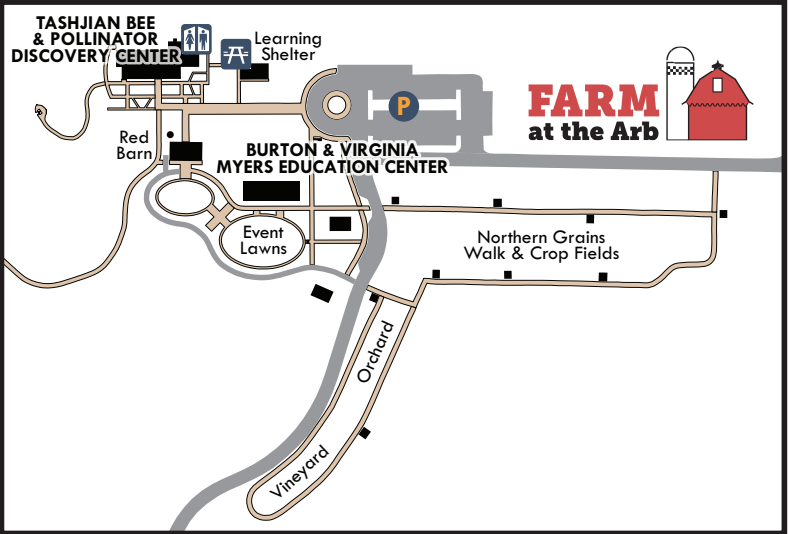 TASHJIAN BEE
& POLLINATOR
DISCOVERY CENTER
Learning
Shelter
P
FARM
at the Arb
Red
Barn
BURTON & VIRGINIA
MYERS EDUCATION CENTER
Event
Lawns
Northern Grains
Walk & Crop Fields
Orchard
Vineyard